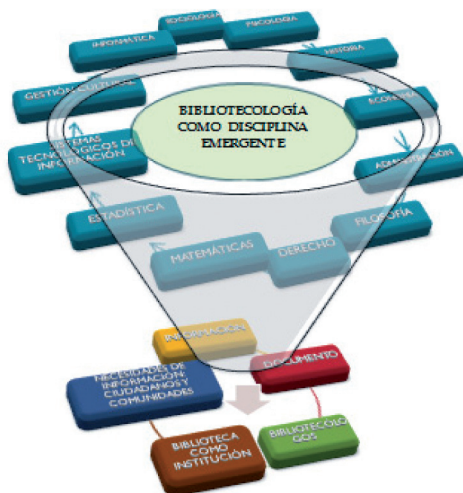 SOCIOLOGÍA
PSICOLOGÍA
INFORMÁTICA
HISTORIA
GESTIÓN CULTURAL
ECONOMÍA
BIBLIOTECOLOGÍA
COMO DISCIPLINA
EMERGENTE
SISTEMAS
TECNOLÓGICOS DE
INFORMACIÓN
ADMINISTRACIÓN
ESTADÍSTICA
FILOSOFÍA
MATEMÁTICAS
DERECHO
INFORMACIÓN
DOCUMENTO
NECESIDADES DE
INFORMACIÓN:
CIUDADANOS Y
COMUNIDADES
BIBLIOTECÓLO
GOS
BIBLIOTECA
COMO
INSTITUCIÓN